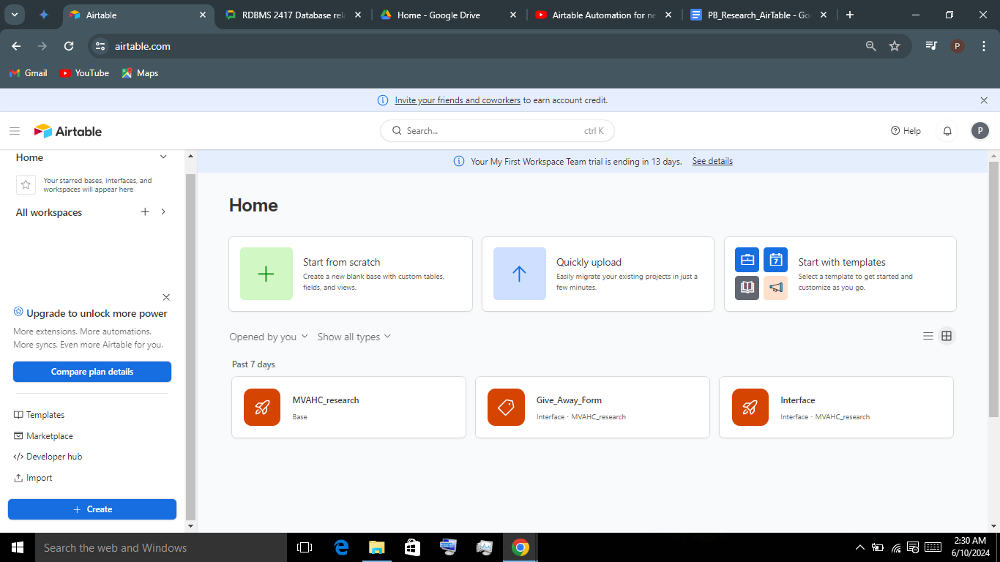 Airtable
RDBMS 2417 Database rela
Home - Google Drive
Airtable Automation for ne
PB_Research_AirTable - Go
airtable.com
P
Gmail
YouTube
Maps
Invite your friends and coworkers to earn account credit.
Airtable
Search...
ctrl K
Help
P
Home
Your starred bases, interfaces, and
workspaces will appear here
All workspaces
Upgrade to unlock more power
More extensions. More automations.
More syncs. Even more Airtable for you.
Compare plan details
Templates
Marketplace
Developer hub
Import
Create
Your My First Workspace Team trial is ending in 13 days. See details
Home
Start from scratch
Create a new blank base with custom tables,
fields, and views.
Quickly upload
Easily migrate your existing projects in just a
few minutes.
7
Start with templates
Select a template to get started and
customize as you go.
Opened by you
Show all types
Past 7 days
MVAHC_research
Base
Give_Away_Form
Interface · MVAHC_research
Interface
Interface · MVAHC_research
Search the web and Windows
2:30 AM
6/10/2024